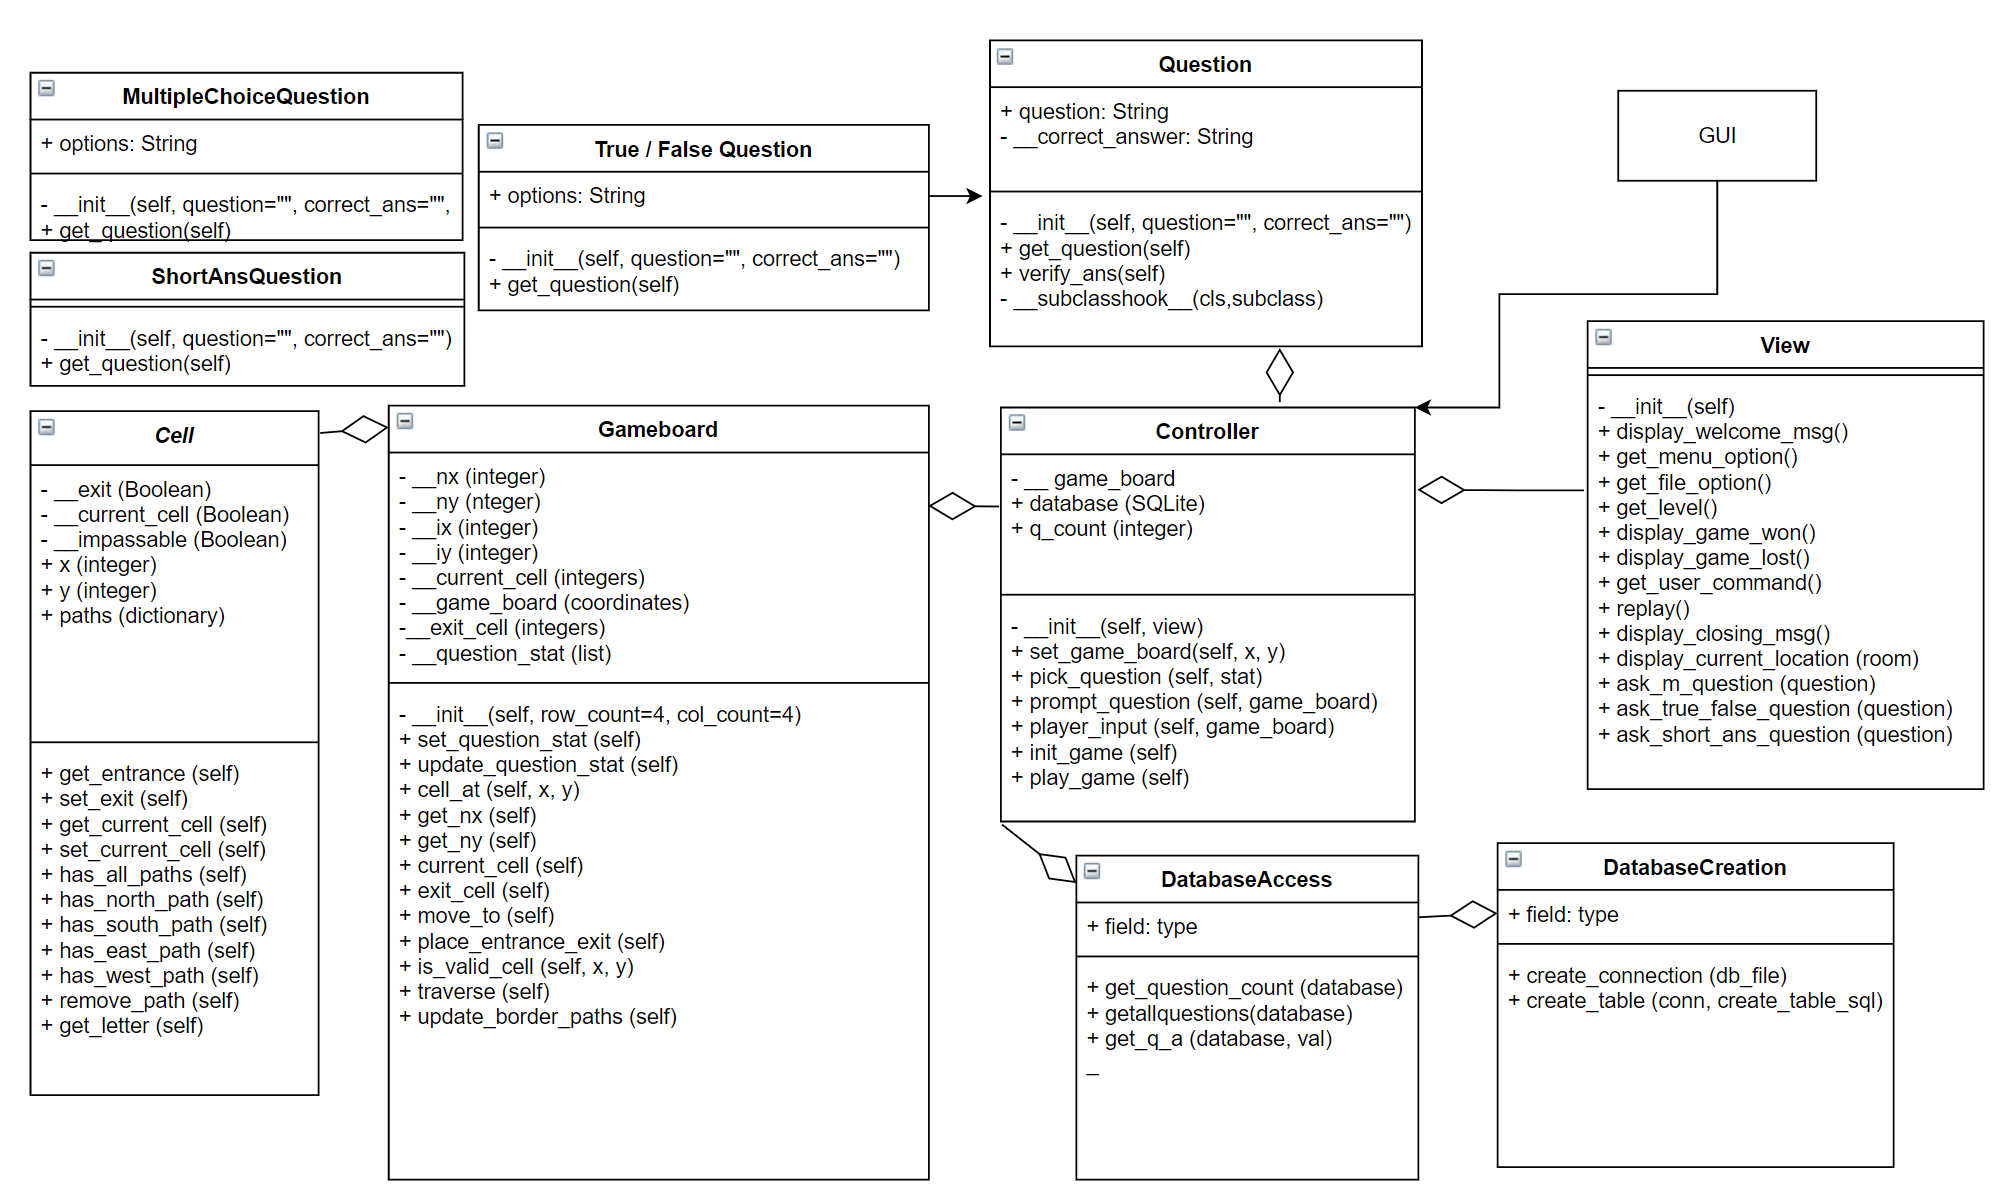 MultipleChoiceQuestion
+ options: String
- __init__(self, question="", correct_ans="",
+ get_question(self)
ShortAnsQuestion
- __init__(self, question="", correct_ans="")
+ get_question(self)
True / False Question
+ options: String
- __init__(self, question="", correct_ans="")
+ get_question(self)
Question
+ question: String
- __correct_answer: String
- __init__(self, question="", correct_ans="")
+ get_question(self)
+ verify_ans(self)
- __subclasshook__(cls,subclass)
GUI
Cell
- __exit (Boolean)
- __current_cell (Boolean)
- __impassable (Boolean)
+ x (integer)
+ y (integer)
+ paths (dictionary)
+ get_entrance (self)
+ set_exit (self)
+ get_current_cell (self)
+ set_current_cell (self)
+ has_all_paths (self)
+ has_north_path (self)
+ has_south_path (self)
+ has_east_path (self)
+ has_west_path (self)
+ remove_path (self)
+ get_letter (self)
Gameboard
- __nx (integer)
- __ny (nteger)
- __ix (integer)
- __iy (integer)
- __current_cell (integers)
- __game_board (coordinates)
-__exit_cell (integers)
- __question_stat (list)
- __init__(self, row_count=4, col_count=4)
+ set_question_stat (self)
+ update_question_stat (self)
+ cell_at (self, x, y)
+ get_nx (self)
+ get_ny (self)
+ current_cell (self)
+ exit_cell (self)
+ move_to (self)
+ place_entrance_exit (self)
+ is_valid_cell (self, x, y)
+ traverse (self)
+ update_border_paths (self)
Controller
- __ game_board
+ database (SQLite)
+ q_count (integer)
- __init__(self, view)
+ set_game_board(self, x, y)
+ pick_question (self, stat)
+ prompt_question (self, game_board)
+ player_input (self, game_board)
+ init_game (self)
+ play_game (self)
View
- __init__(self)
+ display_welcome_msg()
+ get_menu_option()
+ get_file_option()
+ get_level()
+ display_game_won()
+ display_game_lost()
+ get_user_command()
+ replay()
+ display_closing_msg()
+ display_current_location (room)
+ ask_m_question (question)
+ ask_true_false_question (question)
+ ask_short_ans_question (question)
DatabaseAccess
+ field: type
+ get_question_count (database)
+ getallquestions(database)
+ get_q_a (database, val)
_
DatabaseCreation
+ field: type
+ create_connection (db_file)
+ create_table (conn, create_table_sql)